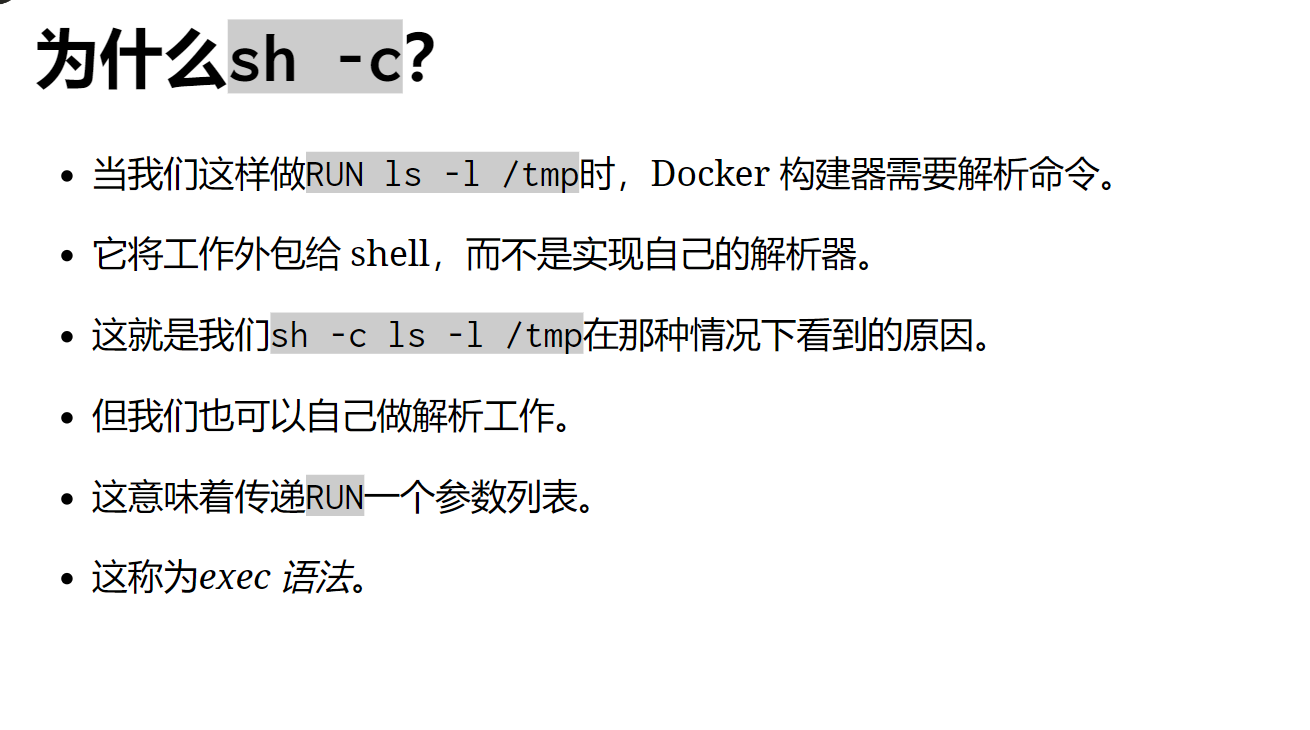 为什么sh -c？
当我们这样做RUN ls -l /tmp时，Docker 构建器需要解析命令。
它将工作外包给 shell，而不是实现自己的解析器。
这就是我们sh -c ls -l /tmp在那种情况下看到的原因。
但我们也可以自己做解析工作。
这意味着传递RUN一个参数列表。
这称为exec 语法。